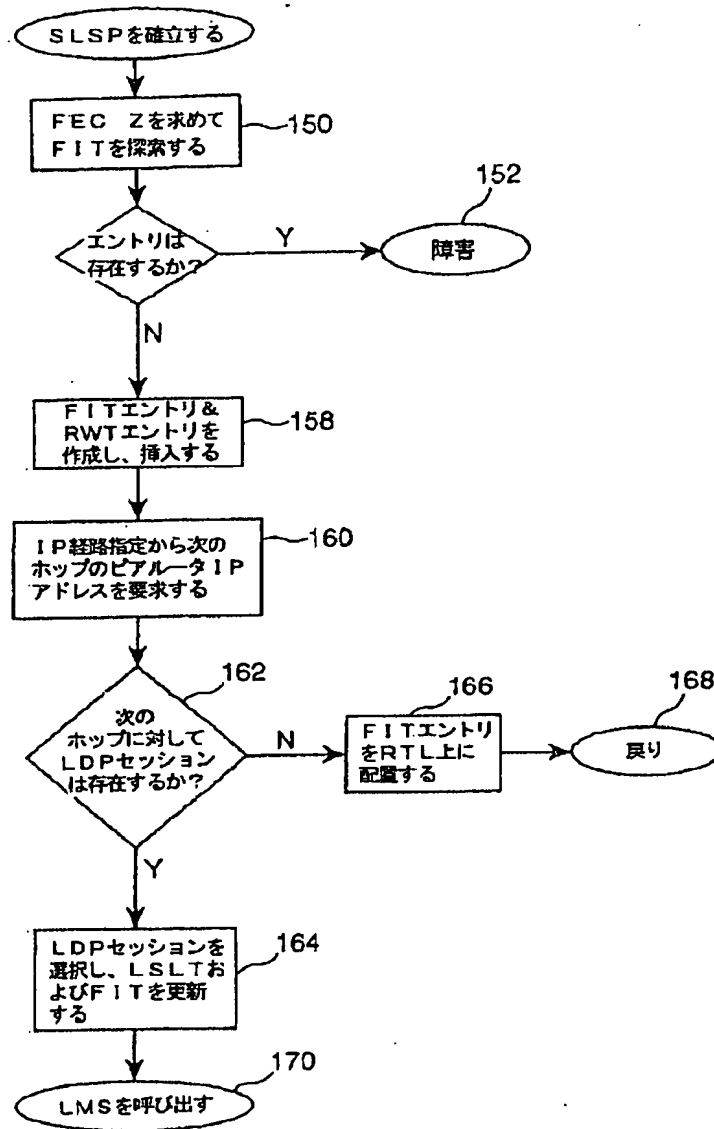 SLSPを確立する
FEC Zを求めて
FITを探索する
150
エントリは
存在するか?
Y
152
障害
N
FITエントリ&
RWTエントリを
作成し、挿入する
158
IP経路指定から次の
ホップのピアルータIP
アドレスを要求する
160
162
次の
ホップに対して
LDPセッション
は存在するか?
N
166
FITエントリ
をRTL上に
配置する
168
戻り
Y
LDPセッションを
選択し、LSLTお
よびFITを更新
する
164
170
LMSを呼び出す